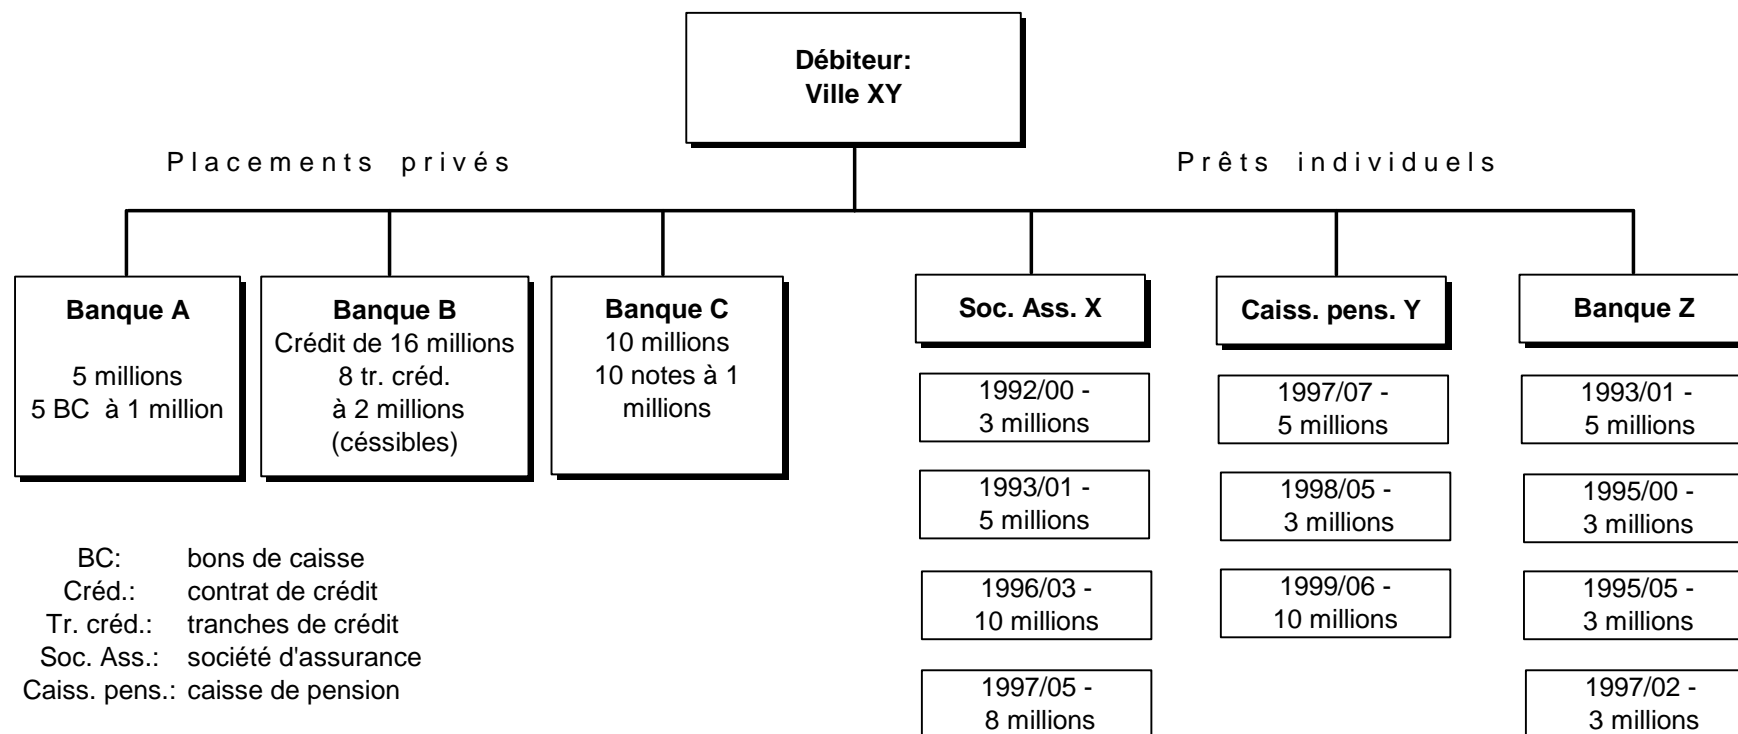 Débiteur:
Ville XY
Placements privés
Prêts individuels
Banque A
5 millions
5 BC à 1 million
Banque B
Crédit de 16 millions
8 tr. créd.
à 2 millions
(céssibles)
Banque C
10 millions
10 notes à 1
millions
Soc. Ass. X
1992/00 -
3 millions
1993/01 -
5 millions
1996/03 -
10 millions
1997/05 -
8 millions
Caiss. pens. Y
1997/07 -
5 millions
1998/05 -
3 millions
1999/06 -
10 millions
Banque Z
1993/01 -
5 millions
1995/00 -
3 millions
1995/05 -
3 millions
1997/02 -
3 millions
BC: bons de caisse
Créd.: contrat de crédit
Tr. créd.: tranches de crédit
Soc. Ass.: société d'assurance
Caiss. pens.: caisse de pension